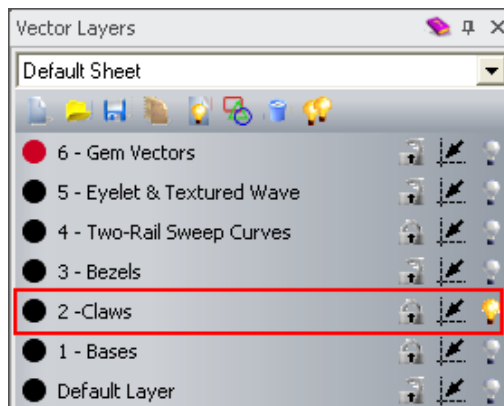 Vector Layers
Default Sheet
6 - Gem Vectors
5 - Eyelet & Textured Wave
4 - Two-Rail Sweep Curves
3 - Bezels
2 -Claws
1 - Bases
Default Layer